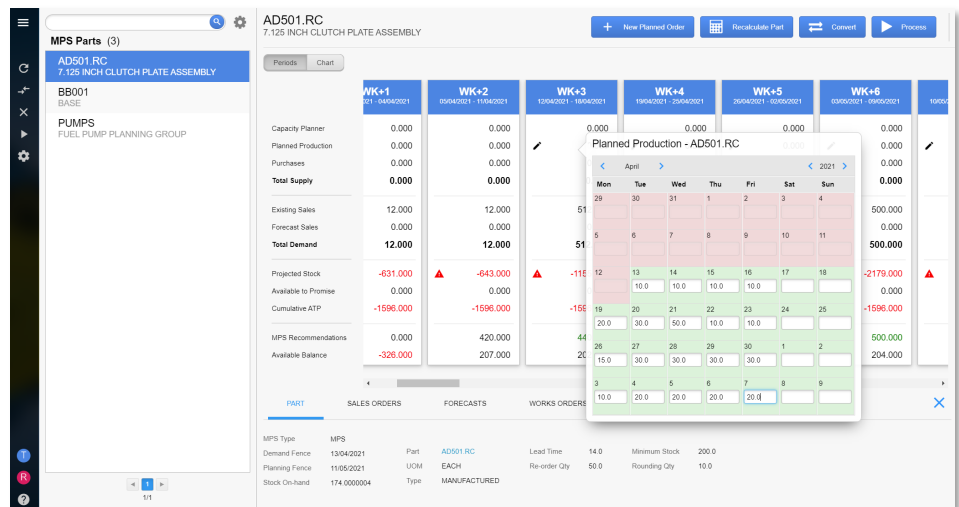 AD501.RC
7.125 INCH CLUTCH PLATE ASSEMBLY
New Planned Order
Recalculate Part
Convert
Process
MPS Parts (3)
AD501.RC
7.125 INCH CLUTCH PLATE ASSEMBLY
BB001
BASE
PUMPS
FUEL PUMP PLANNING GROUP
1
1/1
T
R
?
Periods Chart
WK+1 WK+2 WK+3 WK+4 WK+5 WK+6
021 - 04/04/2021 05/04/2021 - 11/04/2021 12/04/2021 - 18/04/2021 19/04/2021 - 25/04/2021 26/04/2021 - 02/05/2021 03/05/2021 - 09/05/2021 10/05/
Capacity Planner 0.000 0.000 0.000 0.000 0.000 0.000
Planned Production 0.000 0.000 0.000 0.000
Purchases 0.000 0.000 0.000
Total Supply 0.000 0.000 0.000
Existing Sales 12.000 12.000 51 500.000
Forecast Sales 0.000 0.000 0.000
Total Demand 12.000 12.000 51 500.000
Projected Stock -631.000 -643.000 -115 -2179.000
Available to Promise 0.000 0.000 0.000
Cumulative ATP -1596.000 -1596.000 -159 -1596.000
MPS Recommendations 0.000 420.000 44 500.000
Available Balance -326.000 207.000 20 204.000
Planned Production - AD501.RC
April 2021
Mon Tue Wed Thu Fri Sat Sun
29 30 31 1 2 3 4
5 6 7 8 9 10 11
12 13 14 15 16 17 18
10.0 10.0 10.0 10.0
19 20 21 22 23 24 25
20.0 30.0 50.0 10.0 10.0
26 27 28 29 30 1 2
15.0 30.0 30.0 30.0 30.0
3 4 5 6 7 8 9
10.0 20.0 20.0 20.0 20.0
PART SALES ORDERS FORECASTS WORKS ORDERS
MPS Type MPS
Demand Fence 13/04/2021 Part AD501.RC Lead Time 14.0 Minimum Stock 200.0
Planning Fence 11/05/2021 UOM EACH Re-order Qty 50.0 Rounding Qty 10.0
Stock On-hand 174.0000004 Type MANUFACTURED